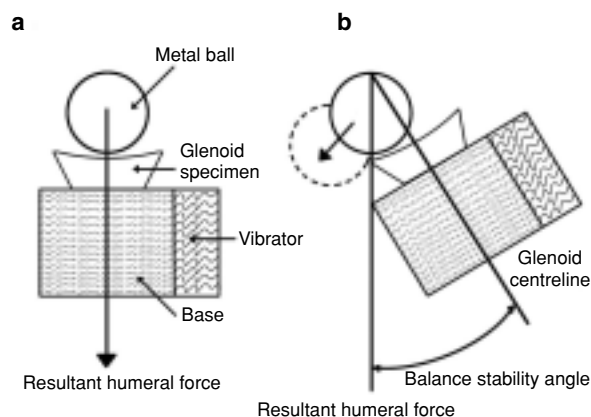 a
Metal ball
Glenoid
specimen
Vibrator
Base
Resultant humeral force
b
Glenoid
centreline
Balance stability angle
Resultant humeral force